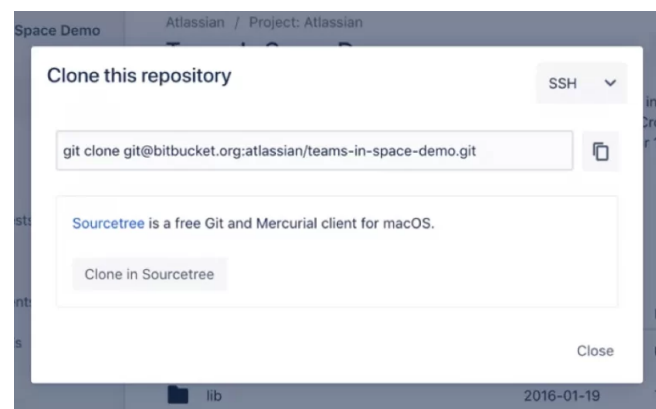 Space Demo
Atlassian / Project: Atlassian
Clone this repository
SSH
git clone git@bitbucket.org:atlassian/teams-in-space-demo.git
Sourcetree is a free Git and Mercurial client for macOS.
Clone in Sourcetree
Close
lib
2016-01-19